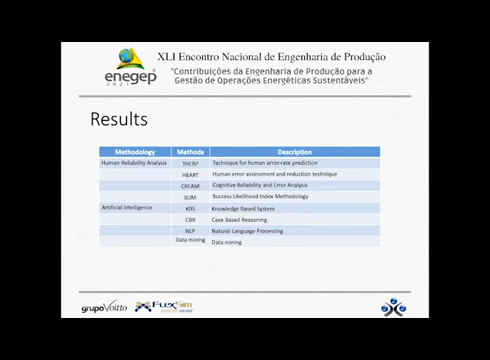 XLI Encontro Nacional de Engenharia de Produção
"Contribuições da Engenharia de Produção para a
Gestão de Operações Energéticas Sustentáveis"
enegep
2021
Results
Methodology Methods Description
Human Reliability Analysis THERP Technique for human error-rate prediction
HEART Human error assessment and reduction technique
CREAM Cognitive Reliability and Error Analysis
SLIM Success Likelihood Index Methodology
Artificial Intelligence KBS Knowledge Based System
CBR Case Based Reasoning
NLP Natural Language Processing
Data mining Data mining
grupoVoitto FlexSim